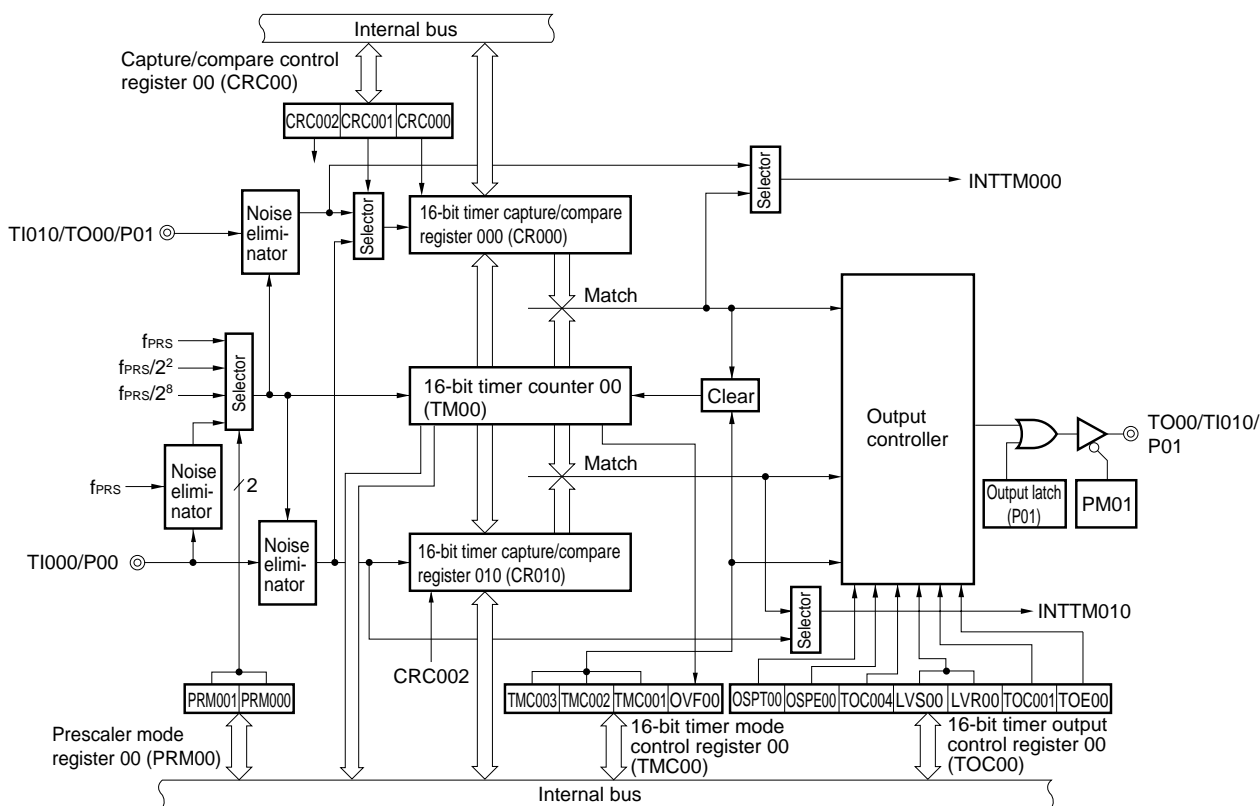 Internal bus
Capture/compare control
register 00 (CRC00)
CRC002 CRC001 CRC000
Selector
INTTM000
TI010/TO00/P01
Noise
elimi-
nator
Selector
16-bit timer capture/compare
register 000 (CR000)
Match
fPRS
fPRS/2²
fPRS/2⁸
Selector
16-bit timer counter 00
(TM00)
Clear
Output
controller
TO00/TI010/
P01
Output latch
(P01)
PM01
fPRS
Noise
elimi-
nator
2
Match
TI000/P00
Noise
elimi-
nator
16-bit timer capture/compare
register 010 (CR010)
Selector
INTTM010
CRC002
PRM001 PRM000
TMC003 TMC002 TMC001 OVF00
OSPT00 OSPE00 TOC004 LVS00 LVR00 TOC001 TOE00
Prescaler mode
register 00 (PRM00)
16-bit timer mode
control register 00
(TMC00)
16-bit timer output
control register 00
(TOC00)
Internal bus